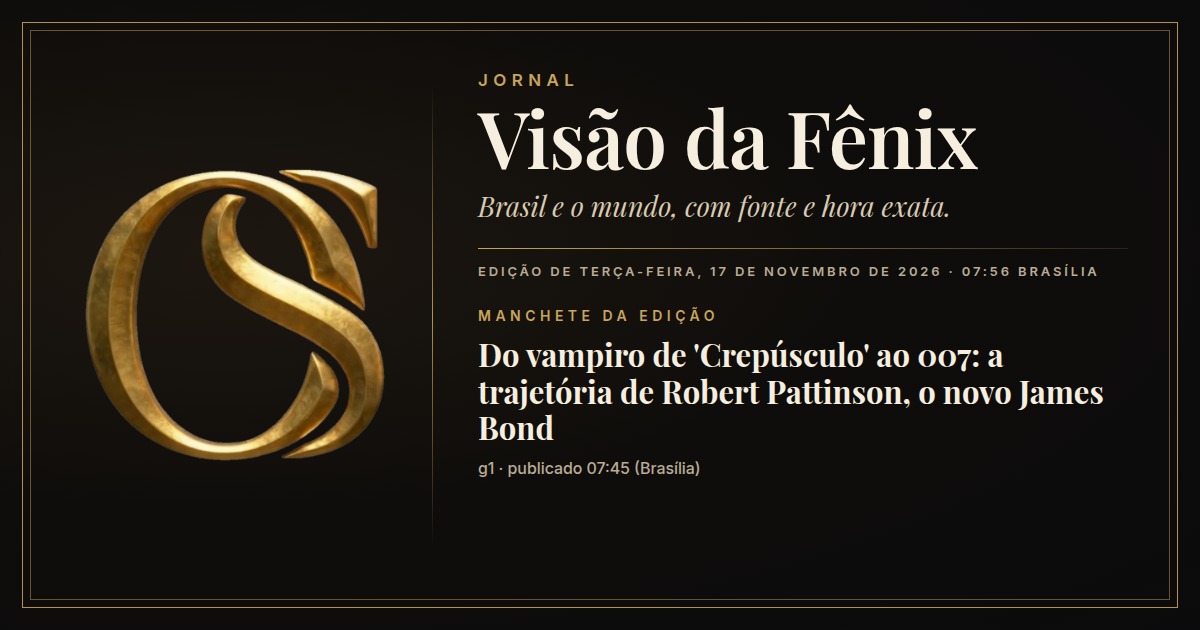 JORNAL
Visão da Fênix
Brasil e o mundo, com fonte e hora exata.
EDIÇÃO DE TERÇA-FEIRA, 17 DE NOVEMBRO DE 2026 · 07:56 BRASÍLIA
MANCHETE DA EDIÇÃO
Do vampiro de 'Crepúsculo' ao 007: a
trajetória de Robert Pattinson, o novo James
Bond
g1 · publicado 07:45 (Brasília)